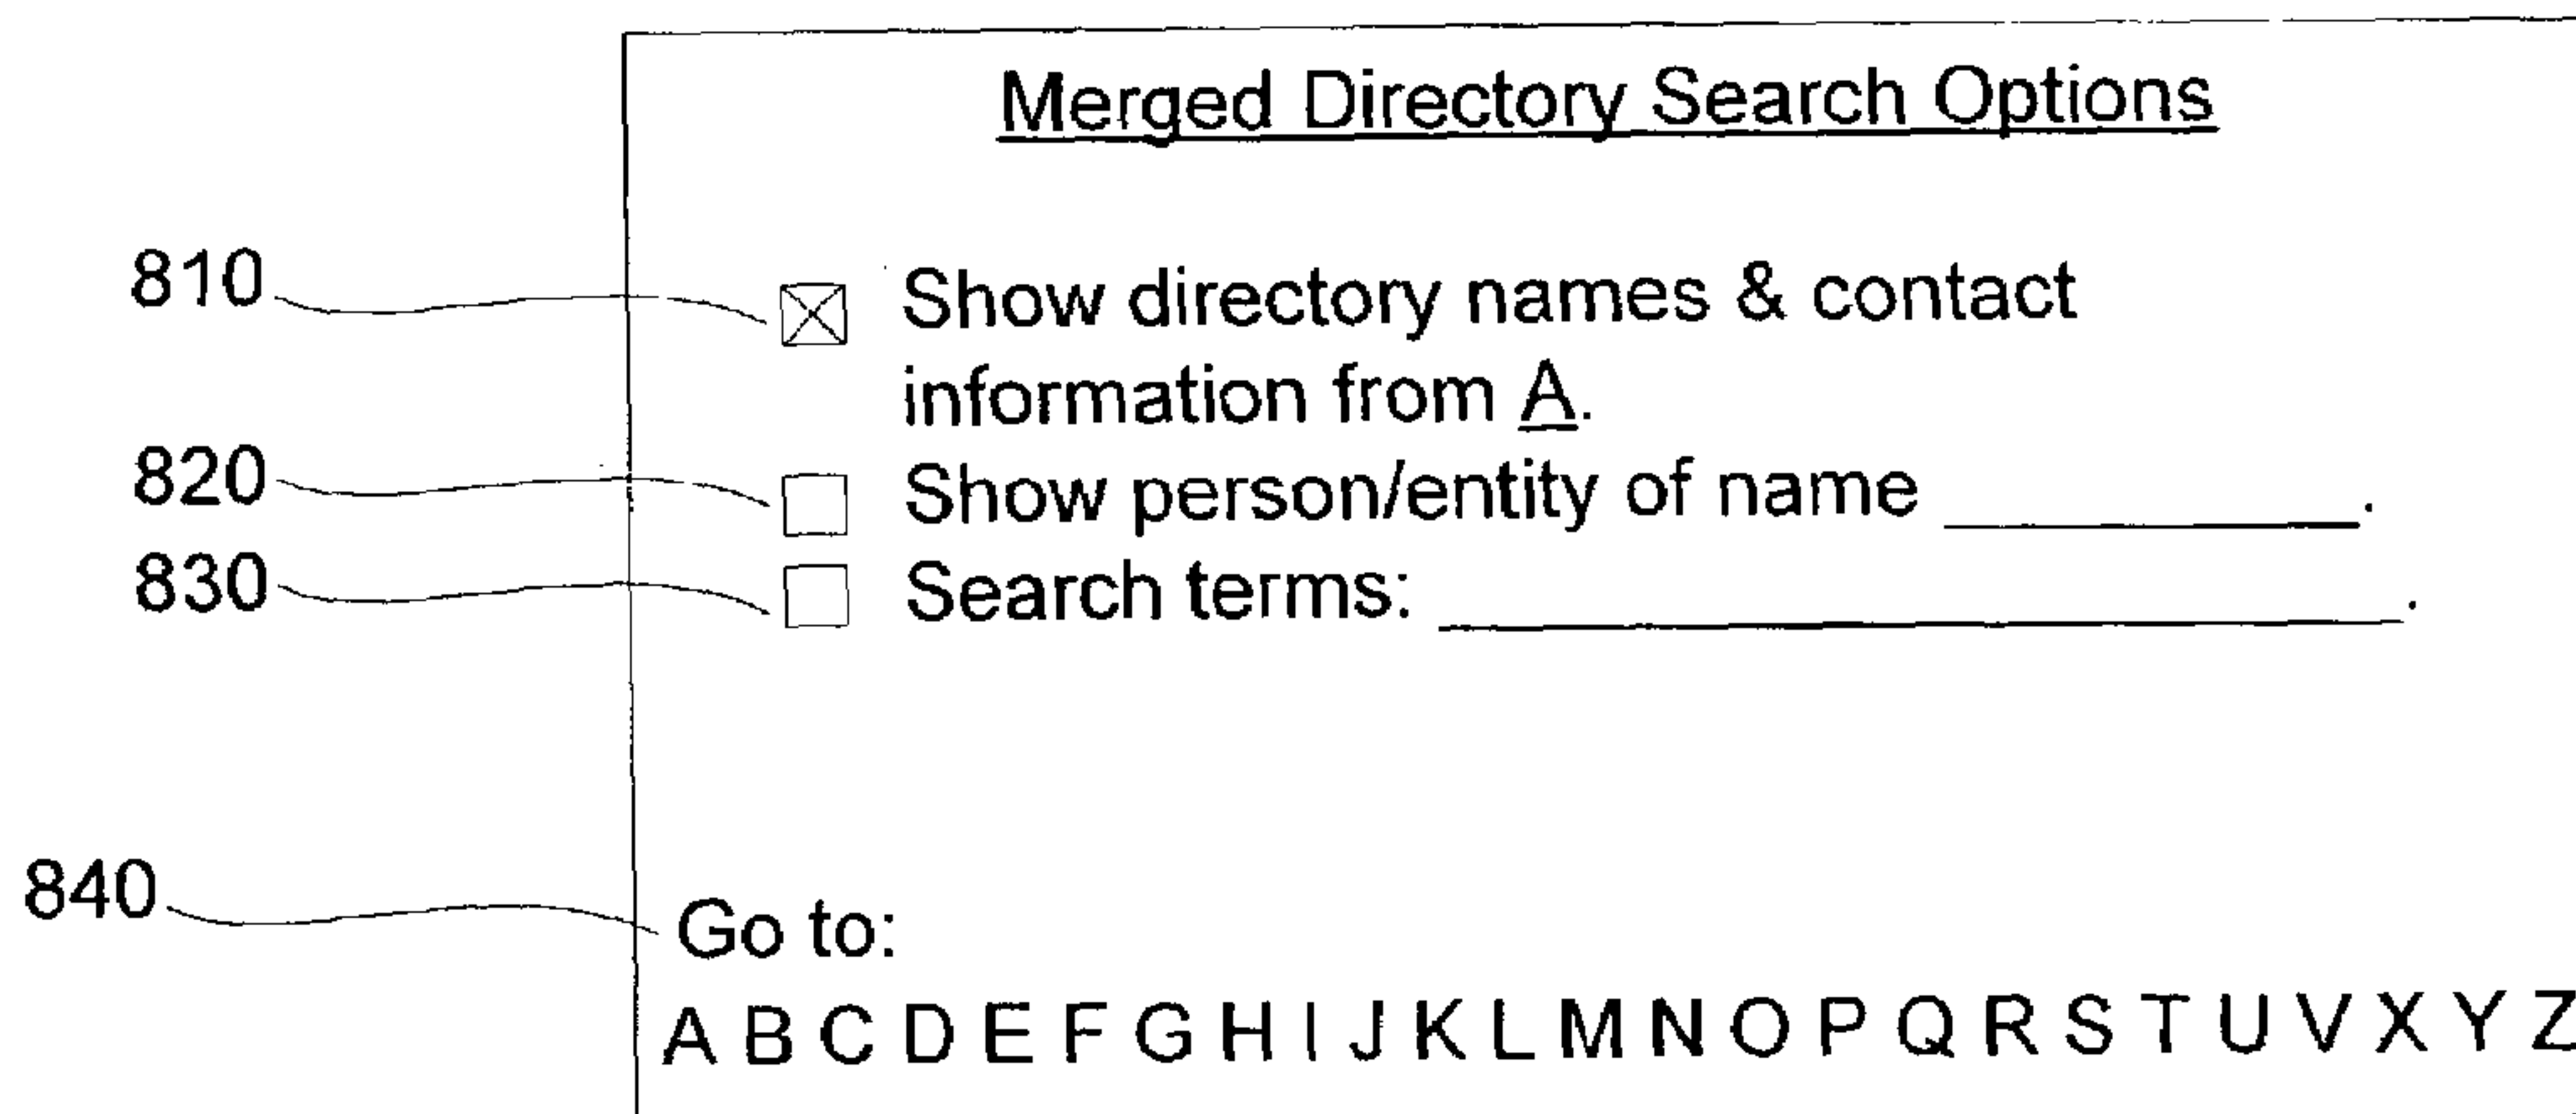 Merged Directory Search Options
810 Show directory names & contact
information from A.
820 Show person/entity of name ________.
830 Search terms: ________.
840 Go to:
A B C D E F G H I J K L M N O P Q R S T U V X Y Z